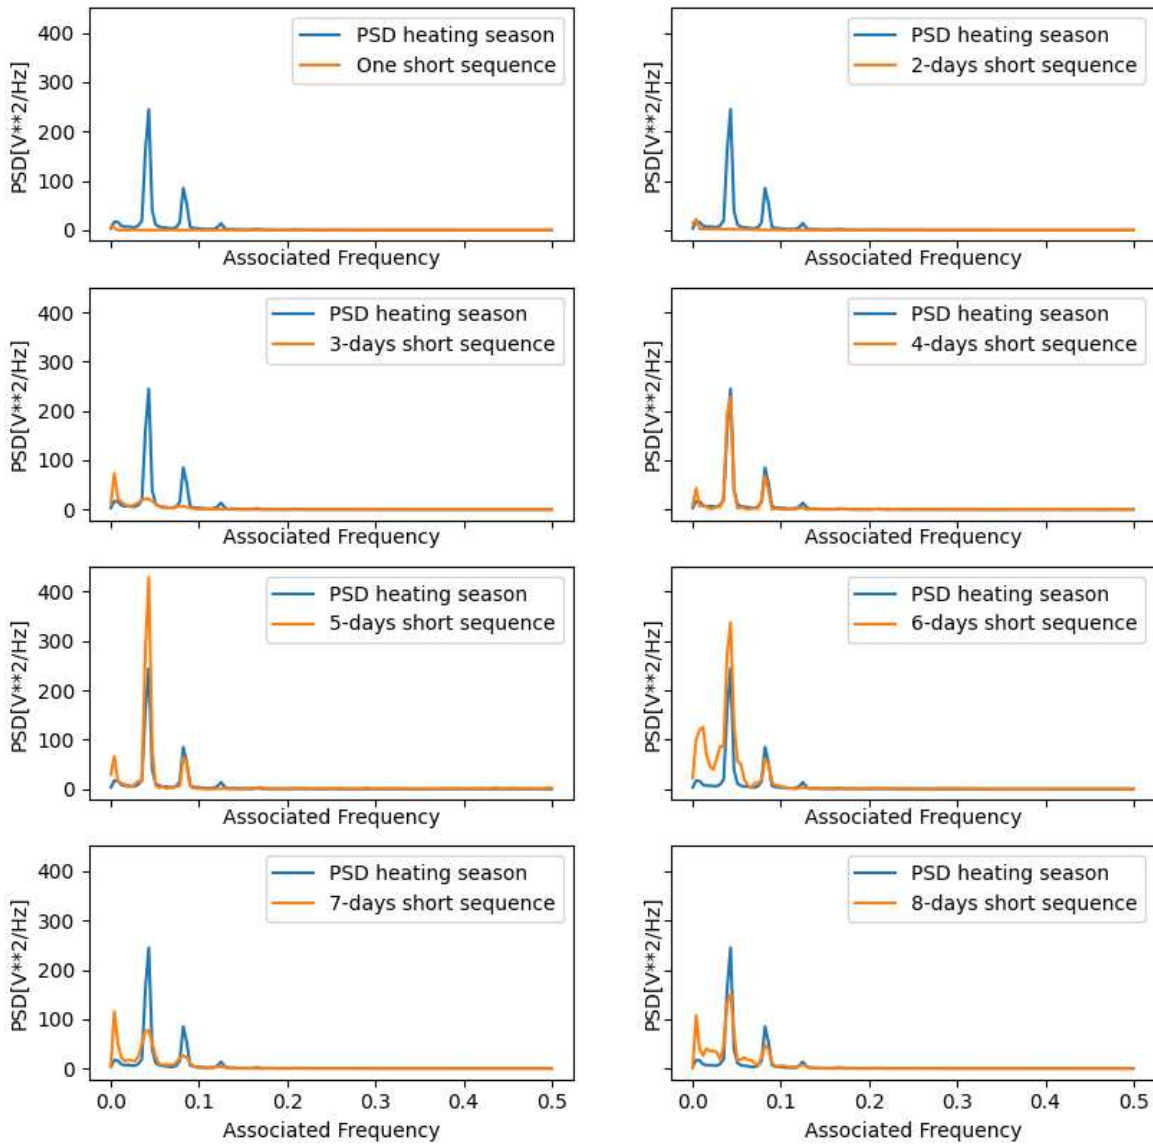 400
300
200
100
0
PSD[V**2/Hz]
PSD heating season
One short sequence
Associated Frequency
PSD[V**2/Hz]
PSD heating season
2-days short sequence
Associated Frequency
400
300
200
100
0
PSD[V**2/Hz]
PSD heating season
3-days short sequence
Associated Frequency
PSD[V**2/Hz]
PSD heating season
4-days short sequence
Associated Frequency
400
300
200
100
0
PSD[V**2/Hz]
PSD heating season
5-days short sequence
Associated Frequency
PSD[V**2/Hz]
PSD heating season
6-days short sequence
Associated Frequency
400
300
200
100
0
PSD[V**2/Hz]
PSD heating season
7-days short sequence
0.0 0.1 0.2 0.3 0.4 0.5
Associated Frequency
PSD[V**2/Hz]
PSD heating season
8-days short sequence
0.0 0.1 0.2 0.3 0.4 0.5
Associated Frequency